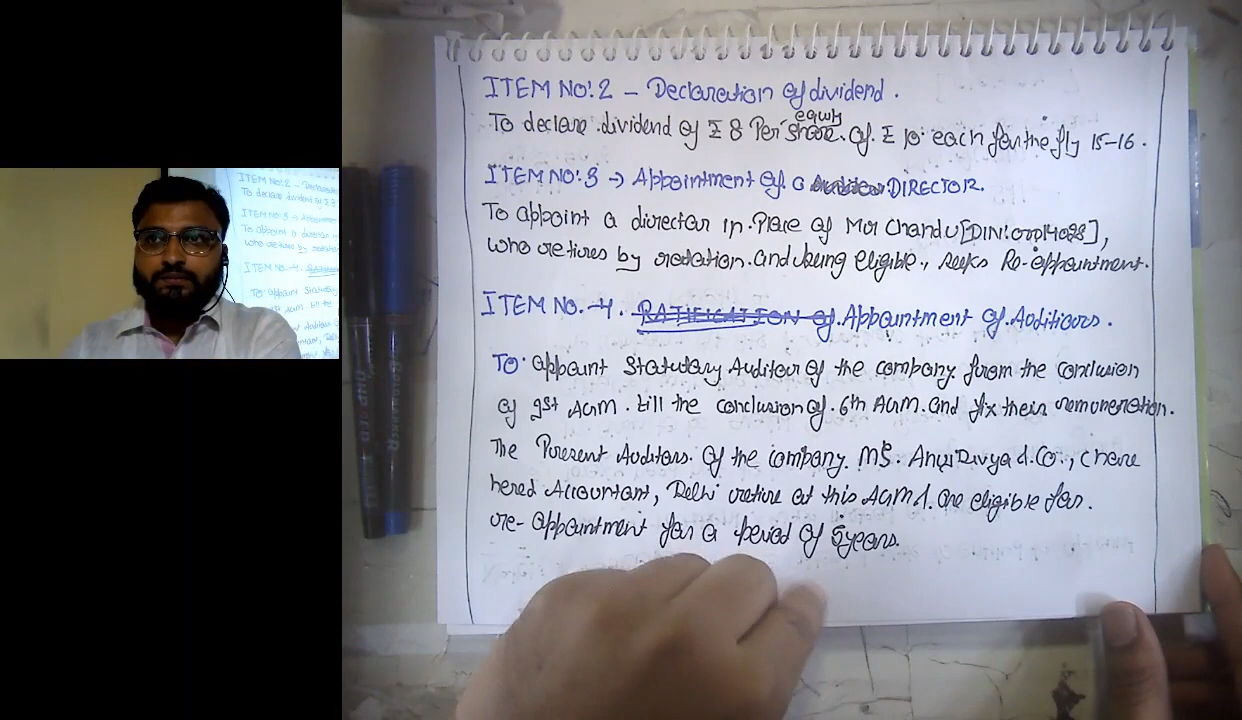 ITEM NO: 2 – Declaration of dividend.
To declare dividend of ₹ 8 Per equity share of ₹ 10 each for the f/y 15-16.
ITEM NO: 3 → Appointment of a DIRECTOR.
To appoint a director in Place of Mr Chandu [DIN:
who retires by rotation and being eligible, seeks Re-appointment.
ITEM NO. - 4. RATIFICATION of Appointment of Auditiors.
To appoint Statutory Auditor of the company from the conclusion
of 1st AGM till the conclusion of 6th AGM and fix their remuneration.
The Present Auditors of the company M/s. & Co., Char
tered Accountant, Delhi retire at this AGM & are eligible for
re-appointment for a period of 5 years.